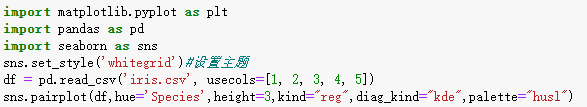 import matplotlib.pyplot as plt
import pandas as pd
import seaborn as sns
sns.set_style('whitegrid')#设置主题
df = pd.read_csv('iris.csv', usecols=[1, 2, 3, 4, 5])
sns.pairplot(df,hue='Species',height=3,kind="reg",diag_kind="kde",palette="husl")